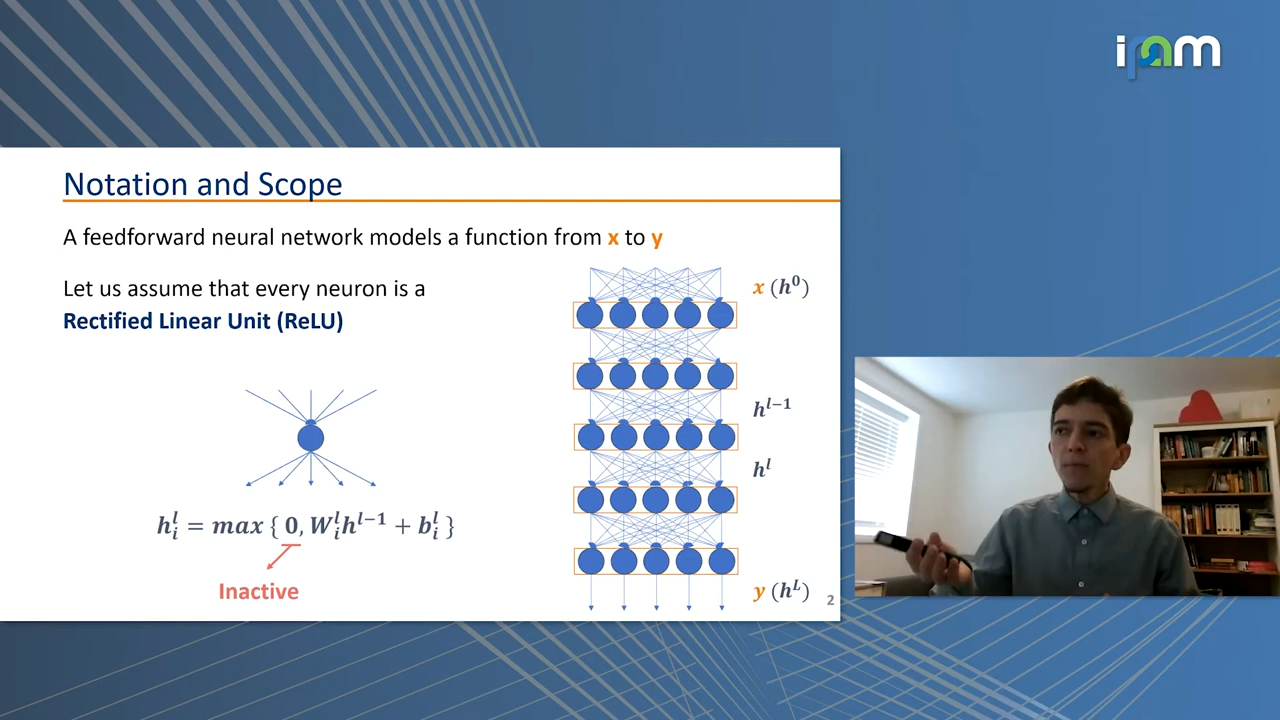 ipam
Notation and Scope
A feedforward neural network models a function from x to y
Let us assume that every neuron is a
Rectified Linear Unit (ReLU)
x (h⁰)
hˡ⁻¹
hˡ
hᵢˡ = max { 0, Wᵢˡhˡ⁻¹ + bᵢˡ }
Inactive
y (hᴸ)
2